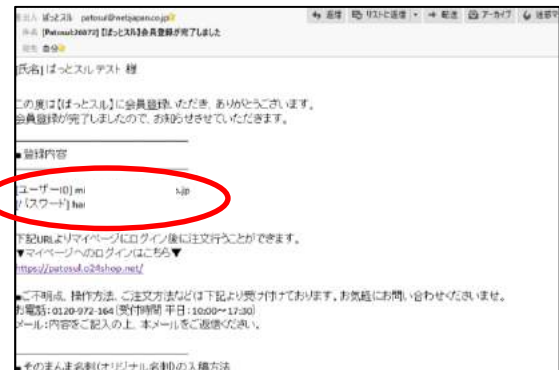 差出人 ぱっとスル patosul@webjapan.co.jp
返信 リストに返信 転送 アーカイブ 迷惑マ
件名 [Patosul:26872]【ぱっとスル】会員登録が完了しました
宛先 自分
[氏名] ぱっとスル テスト 様
この度は【ぱっとスル】に会員登録いただき、ありがとうございます。
会員登録が完了しましたので、お知らせさせていただきます。
■登録内容
[ユーザーID] mi s.jp
[パスワード] ha
下記URLよりマイページにログイン後に注文行うことができます。
▼マイページへのログインはこちら▼
https://patosul.o24shop.net/
■ご不明点、操作方法、ご注文方法などは下記より受け付けております。お気軽にお問い合わせくださいませ。
お電話：0120-972-164（受付時間 平日：10:00～17:30）
メール：内容をご記入の上、本メールをご返信ください。
■そのまんま名刺(オリジナル名刺)の入稿方法